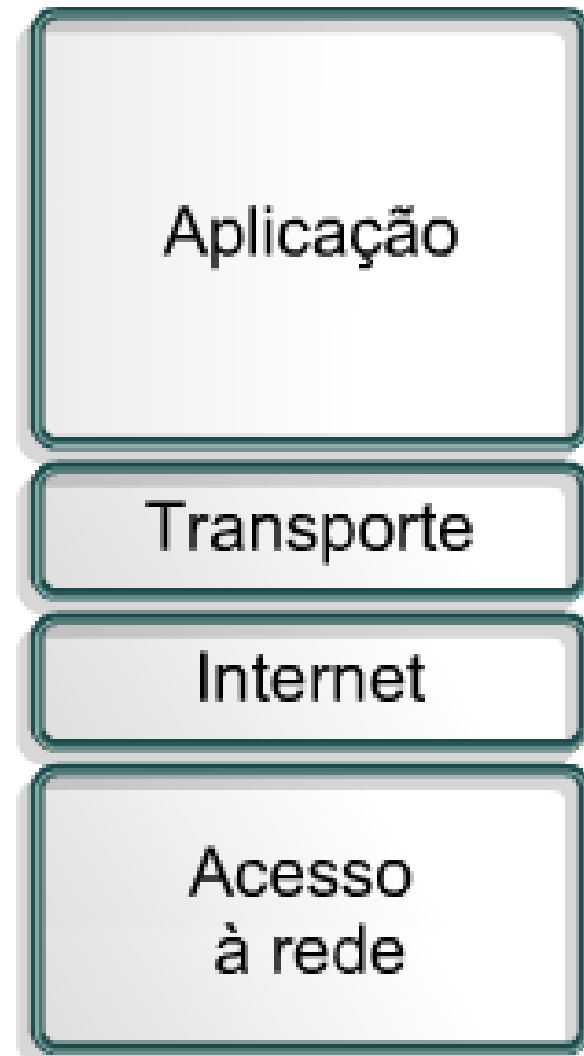 Aplicação
Transporte
Internet
Acesso
à rede